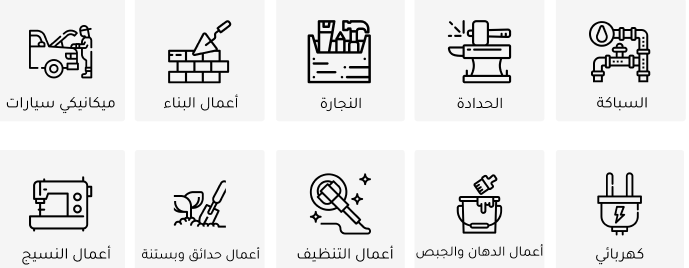 السباكة
الحدادة
النجارة
أعمال البناء
ميكانيكي سيارات
كهربائي
أعمال الدهان والجبص
أعمال التنظيف
أعمال حدائق وبستنة
أعمال النسيج